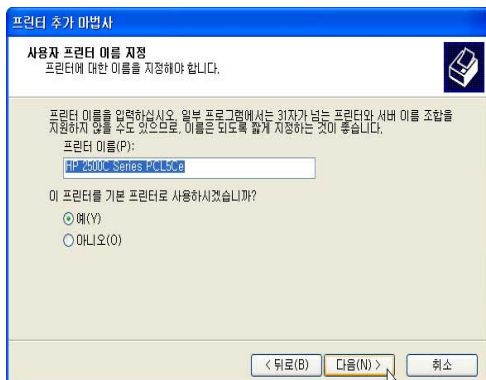 프린터 추가 마법사
사용자 프린터 이름 지정
프린터에 대한 이름을 지정해야 합니다.
프린터 이름을 입력하십시오. 일부 프로그램에서는 31자가 넘는 프린터와 서버 이름 조합을
지원하지 않을 수도 있으므로, 이름은 되도록 짧게 지정하는 것이 좋습니다.
프린터 이름(P):
HP 2500C Series PCL5Ce
이 프린터를 기본 프린터로 사용하시겠습니까?
예(Y)
아니오(O)
< 뒤로(B)
다음(N) >
취소